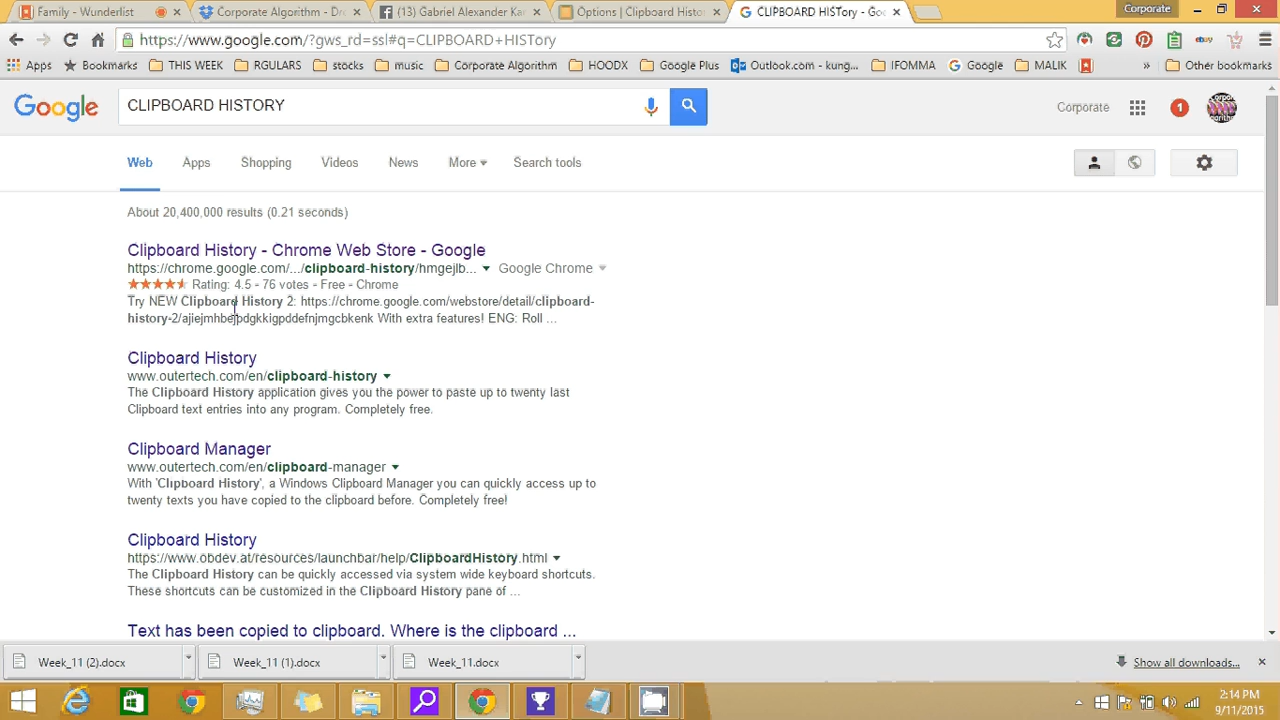 Family - Wunderlist
Corporate Algorithm - Dr
(13) Gabriel Alexander Ka
Options | Clipboard Histo
CLIPBOARD HISTory - Goo
Corporate
https://www.google.com/?gws_rd=ssl#q=CLIPBOARD+HISTory
Apps
Bookmarks
THIS WEEK
RGULARS
stocks
music
Corporate Algorithm
HOODX
Google Plus
Outlook.com - kung...
IFOMMA
Google
MALIK
»
Other bookmarks
Google
CLIPBOARD HISTORY
Corporate
1
Web
Apps
Shopping
Videos
News
More
Search tools
About 20,400,000 results (0.21 seconds)
Clipboard History - Chrome Web Store - Google
https://chrome.google.com/.../clipboard-history/hmgejlb... Google Chrome
Rating: 4.5 - 76 votes - Free - Chrome
Try NEW Clipboard History 2: https://chrome.google.com/webstore/detail/clipboard-
history-2/ajiejmhbejpdgkkigpddefnjmgcbkenk With extra features! ENG: Roll ...
Clipboard History
www.outertech.com/en/clipboard-history
The Clipboard History application gives you the power to paste up to twenty last
Clipboard text entries into any program. Completely free.
Clipboard Manager
www.outertech.com/en/clipboard-manager
With 'Clipboard History', a Windows Clipboard Manager you can quickly access up to
twenty texts you have copied to the clipboard before. Completely free!
Clipboard History
https://www.obdev.at/resources/launchbar/help/ClipboardHistory.html
The Clipboard History can be quickly accessed via system wide keyboard shortcuts.
These shortcuts can be customized in the Clipboard History pane of ...
Text has been copied to clipboard. Where is the clipboard ...
Week_11 (2).docx
Week_11 (1).docx
Week_11.docx
Show all downloads...
2:14 PM
9/11/2015